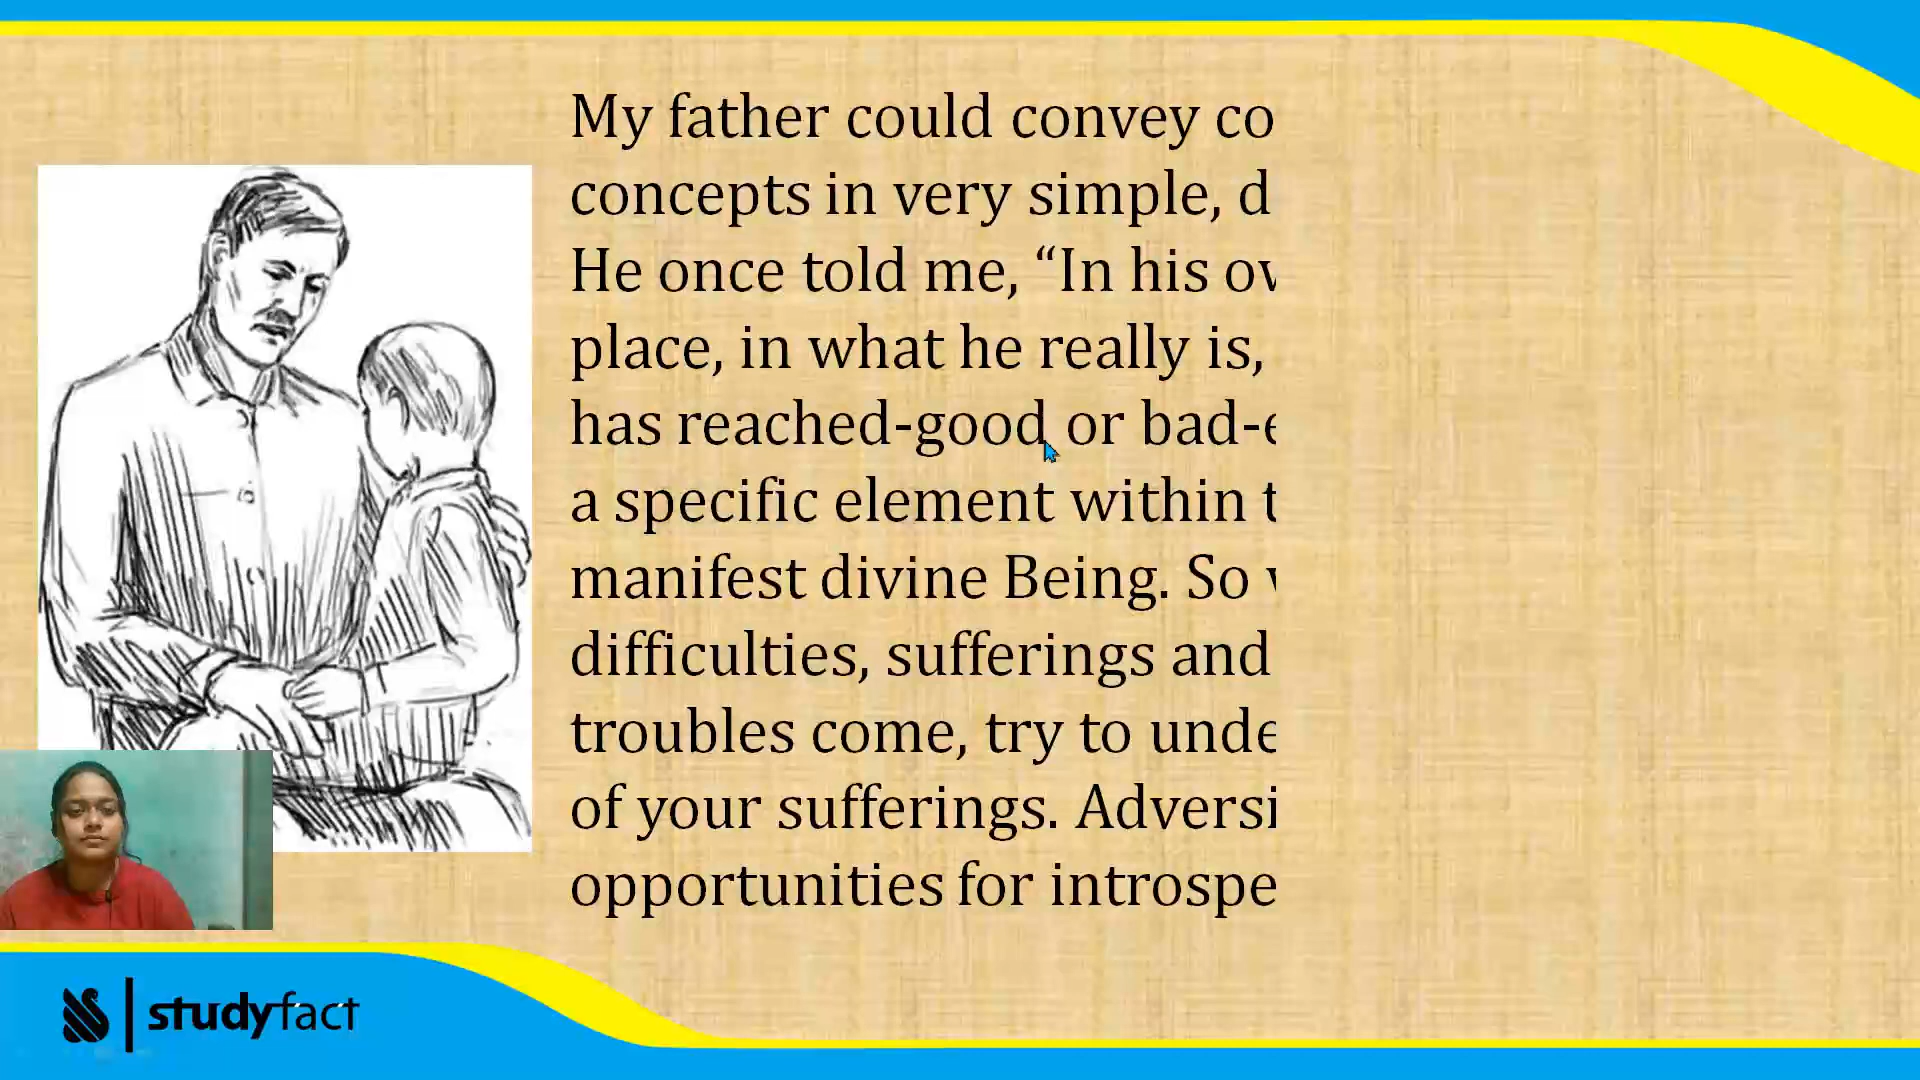 My father could convey co
concepts in very simple, d
He once told me, “In his ov
place, in what he really is,
has reached-good or bad-e
a specific element within t
manifest divine Being. So
difficulties, sufferings and
troubles come, try to unde
of your sufferings. Adversi
opportunities for introspe
studyfact